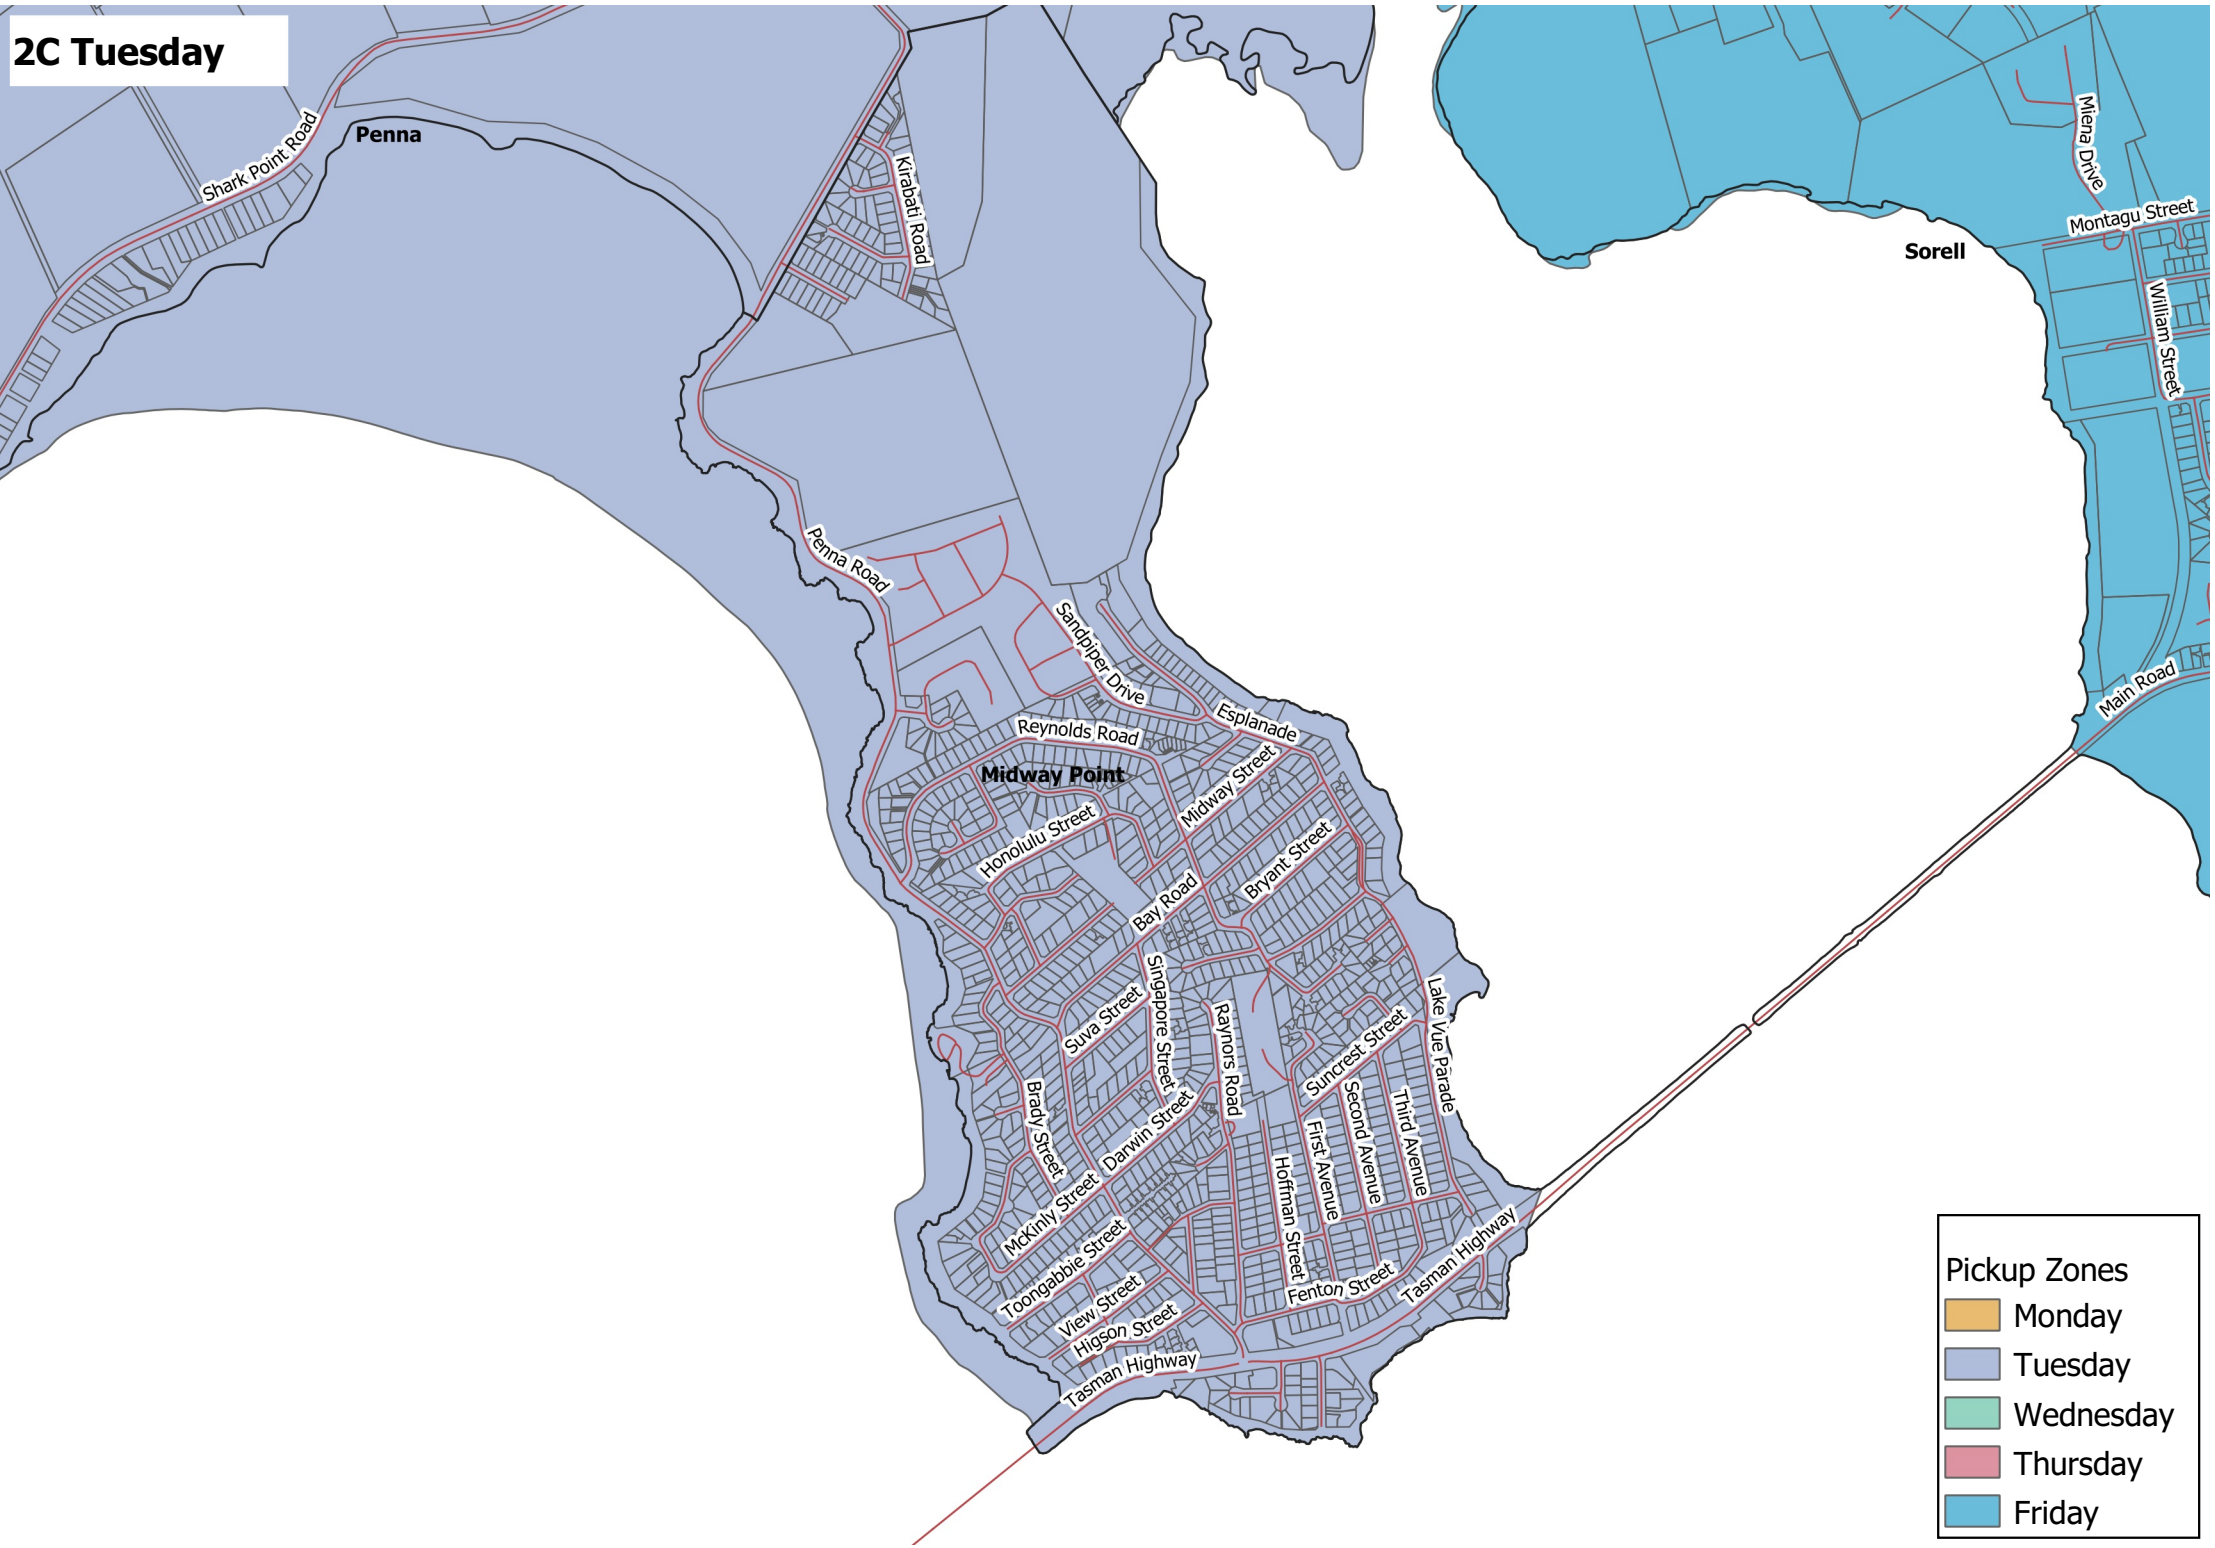 2C Tuesday
Penna
Shark Point Road
Kirabati Road
Miena Drive
Montagu Street
Sorell
William Street
Penna Road
Sandpiper Drive
Main Road
Esplanade
Reynolds Road
Midway Point
Midway Street
Honolulu Street
Bryant Street
Bay Road
Singapore Street
Suva Street
Raynors Road
Lake Vue Parade
Suncrest Street
Brady Street
Darwin Street
Second Avenue
Third Avenue
First Avenue
Hoffman Street
McKinly Street
Toongabbie Street
View Street
Higson Street
Fenton Street
Tasman Highway
Tasman Highway
Pickup Zones
Monday
Tuesday
Wednesday
Thursday
Friday